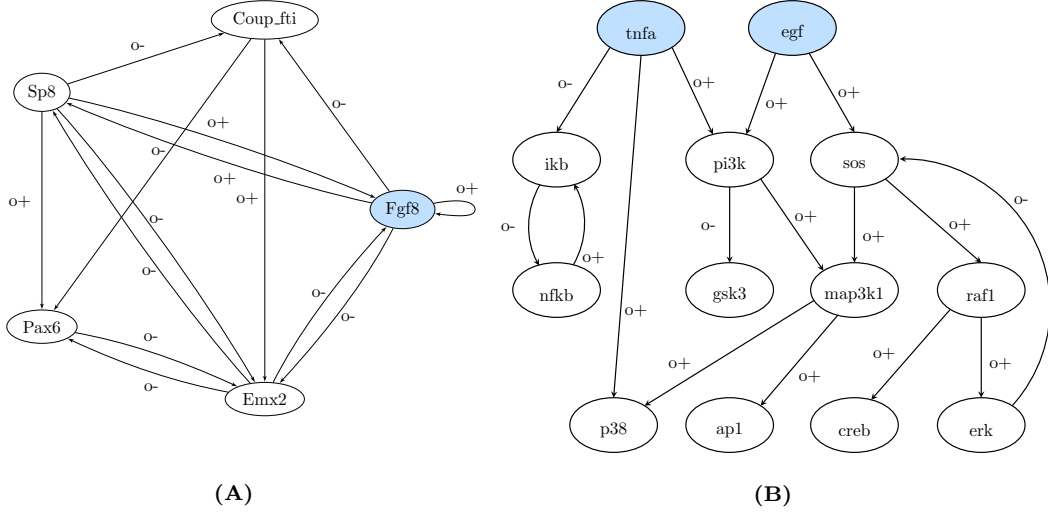 Coup_fti
o-
Sp8
o+
o-
o-
o+
o+
o+
Fgf8
o+
o-
o-
o-
o-
Pax6
o-
o-
Emx2
(A)
tnfa
egf
o-
o+
o+
o+
ikb
pi3k
sos
o-
o-
o+
o-
o+
o+
o+
nfkb
gsk3
map3k1
raf1
o+
o+
o+
o+
o+
p38
ap1
creb
erk
(B)